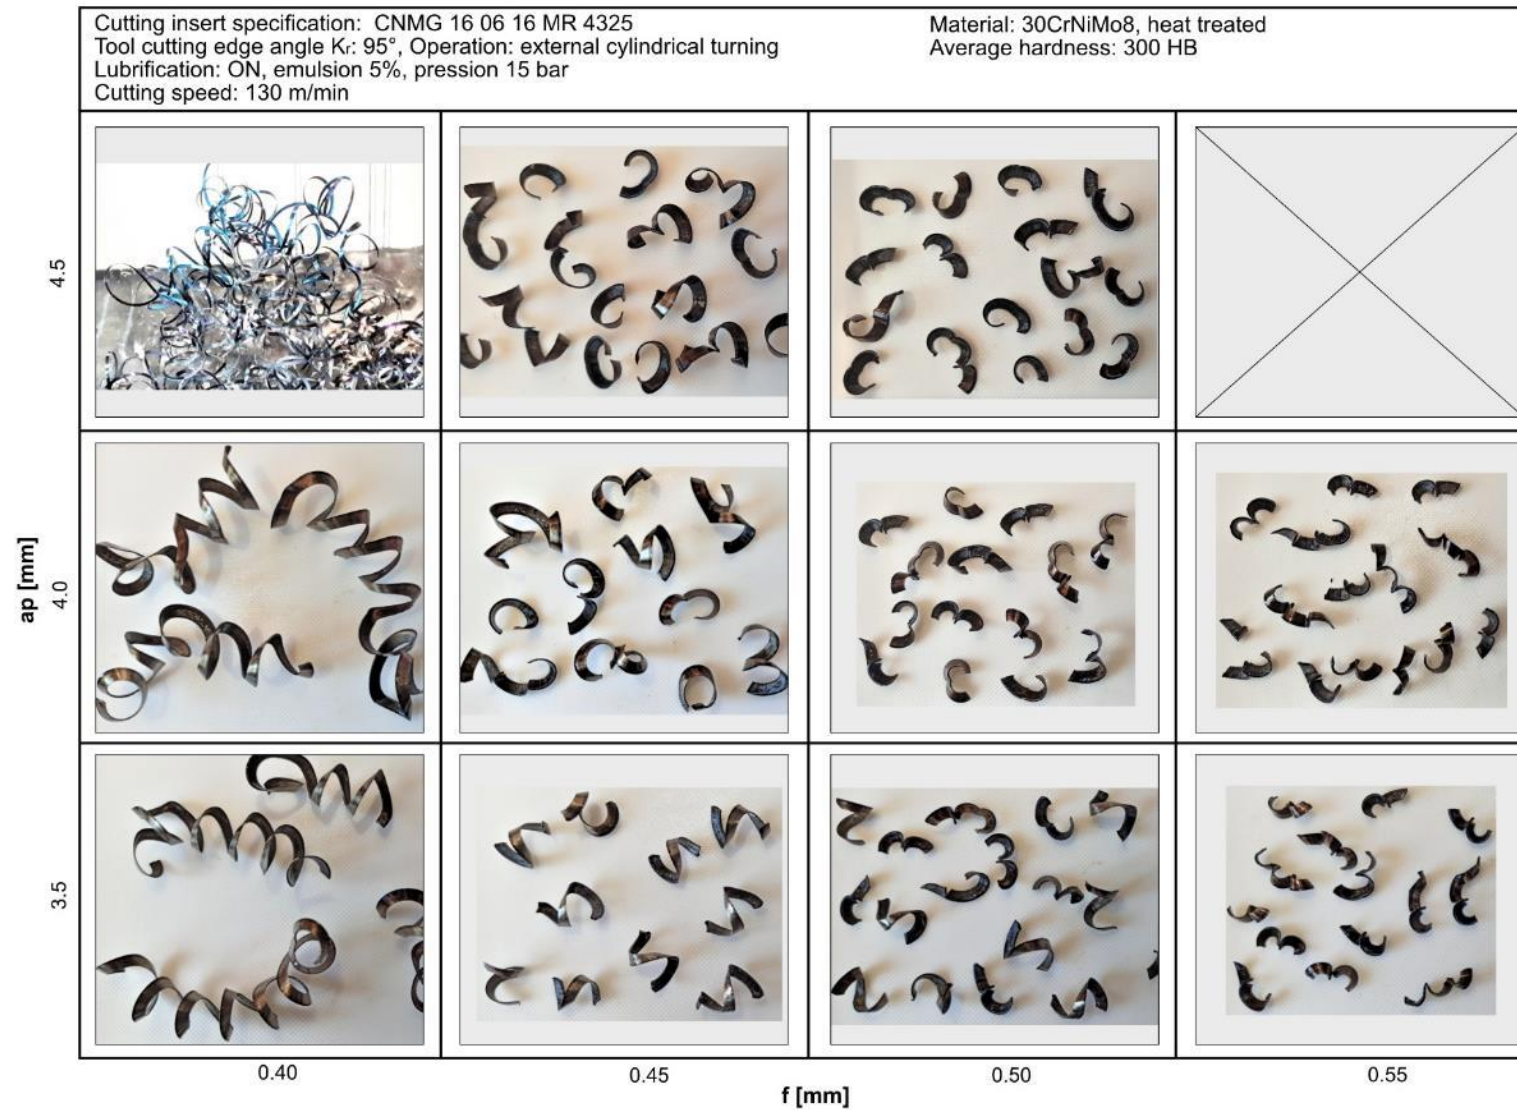 Cutting insert specification: CNMG 16 06 16 MR 4325
Tool cutting edge angle Kr: 95°, Operation: external cylindrical turning
Lubrification: ON, emulsion 5%, pression 15 bar
Cutting speed: 130 m/min
Material: 30CrNiMo8, heat treated
Average hardness: 300 HB
4.5
4.0
3.5
ap [mm]
0.40
0.45
0.50
0.55
f [mm]